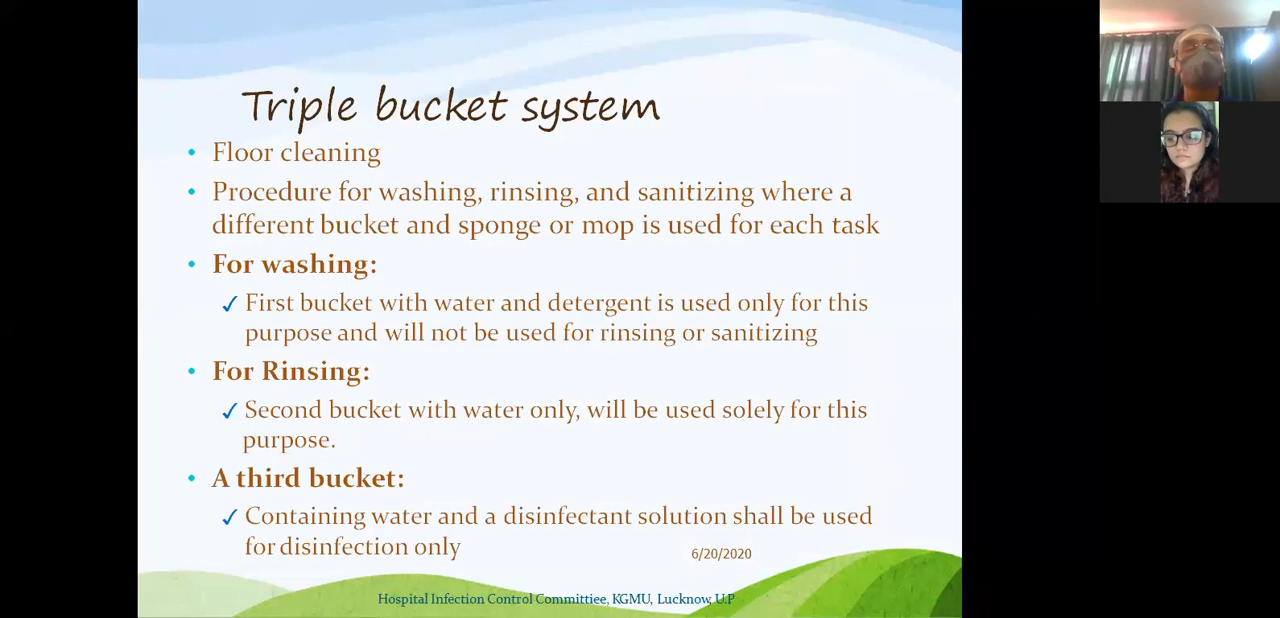 Triple bucket system
• Floor cleaning
• Procedure for washing, rinsing, and sanitizing where a
different bucket and sponge or mop is used for each task
• For washing:
✓ First bucket with water and detergent is used only for this
purpose and will not be used for rinsing or sanitizing
• For Rinsing:
✓ Second bucket with water only, will be used solely for this
purpose.
• A third bucket:
✓ Containing water and a disinfectant solution shall be used
for disinfection only
6/20/2020
Hospital Infection Control Committiee, KGMU, Lucknow, U.P